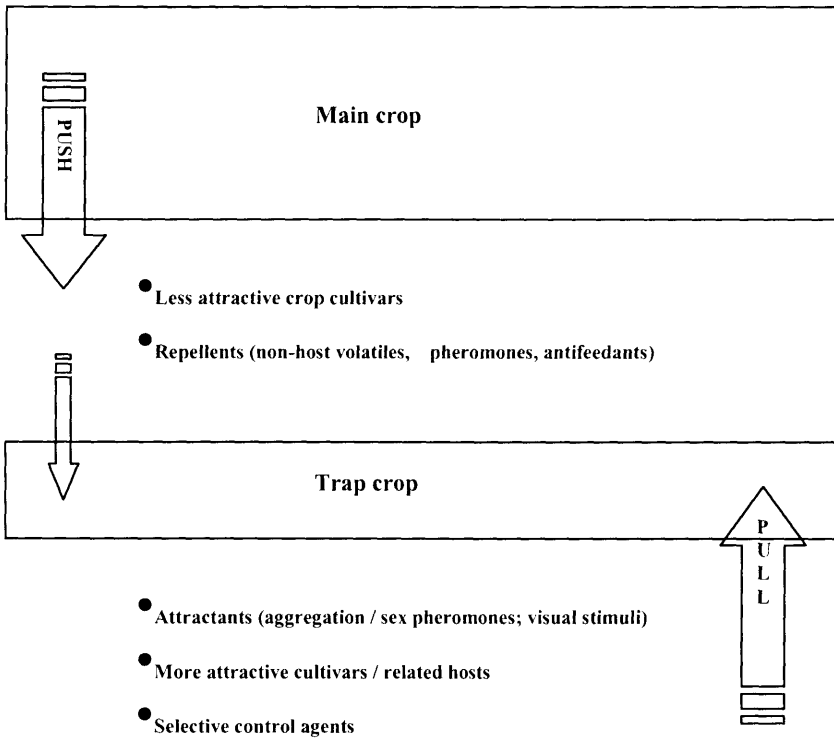 Main crop
PUSH
● Less attractive crop cultivars
● Repellents (non-host volatiles, pheromones, antifeedants)
Trap crop
PULL
● Attractants (aggregation / sex pheromones; visual stimuli)
● More attractive cultivars / related hosts
● Selective control agents